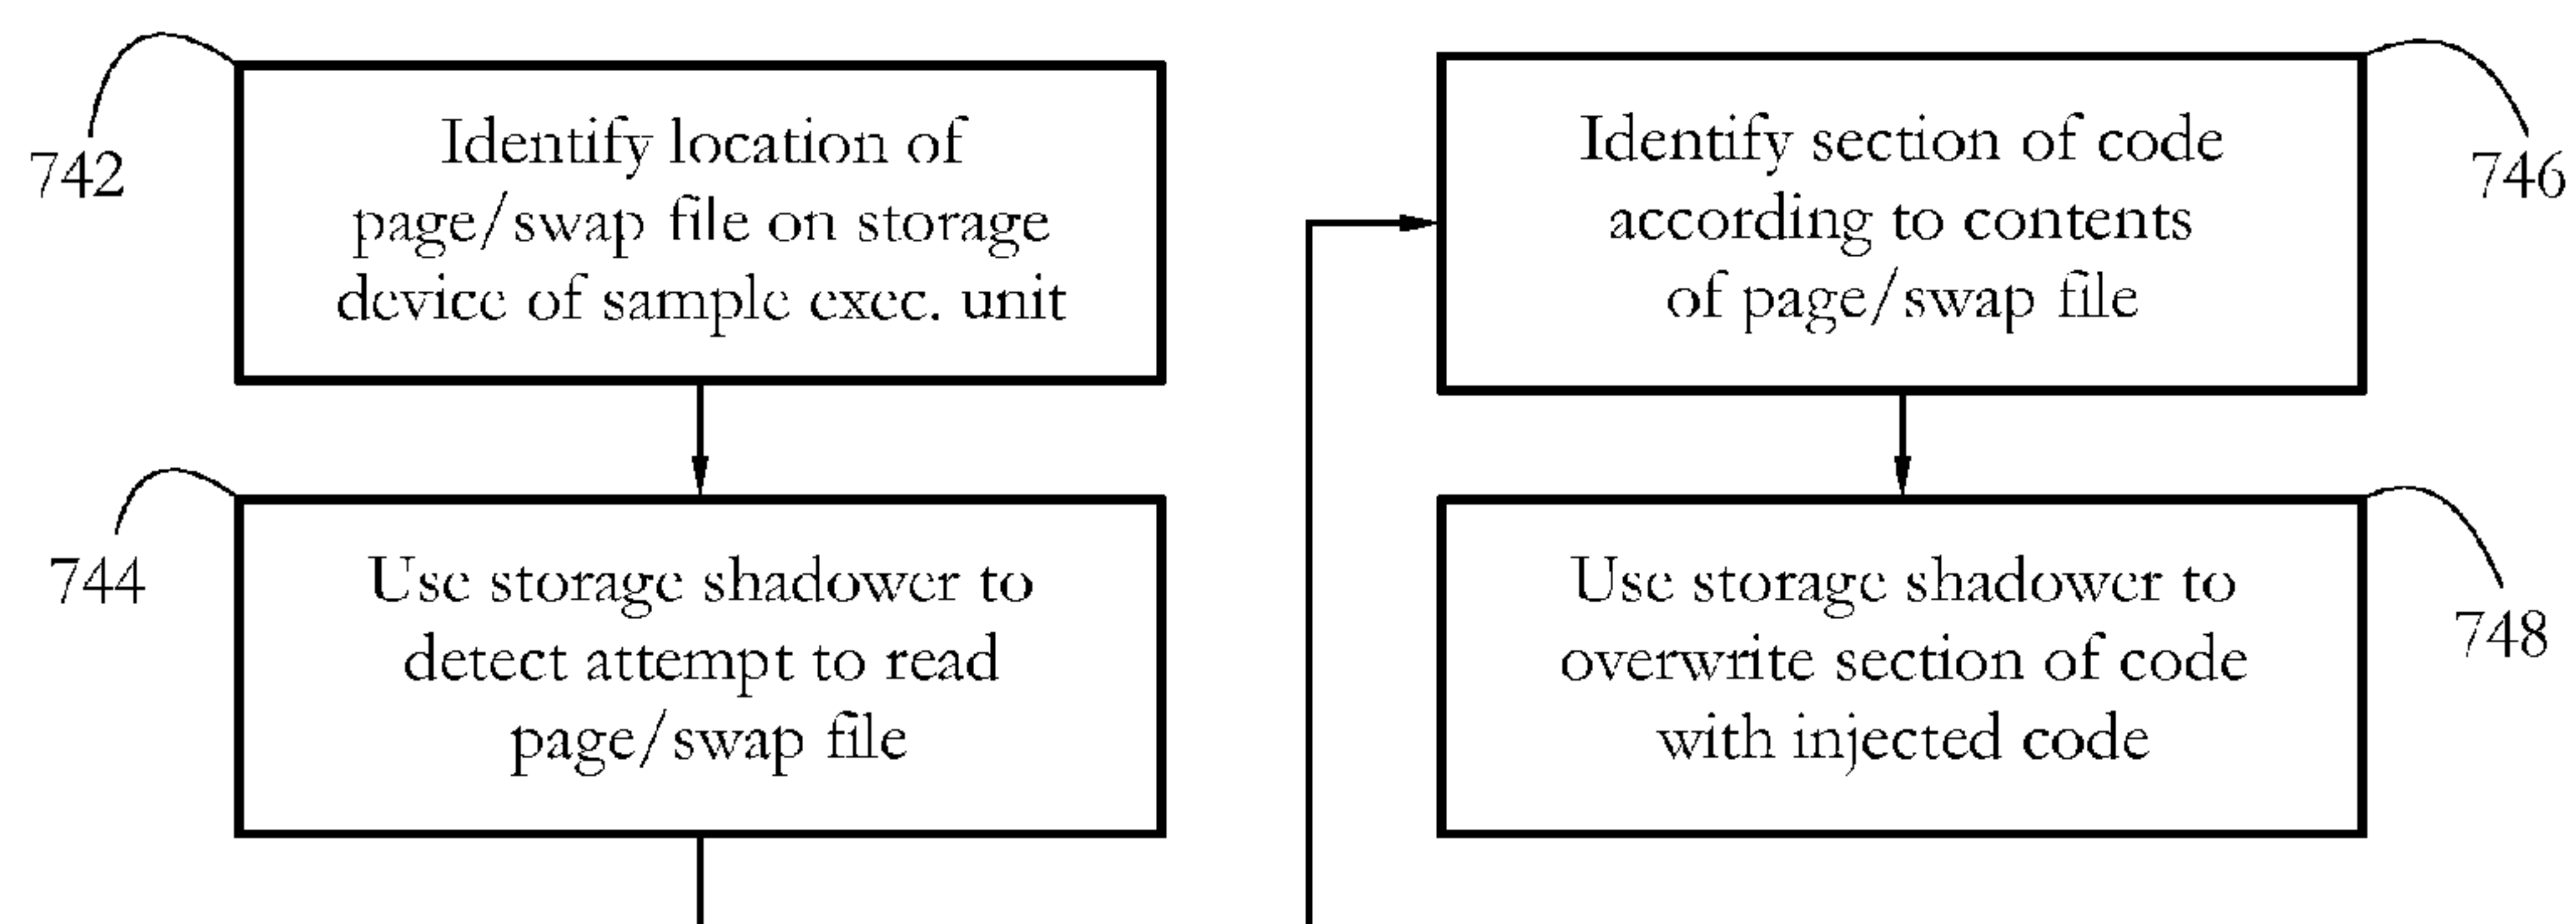 742
Identify location of
page/swap file on storage
device of sample exec. unit
744
Use storage shadower to
detect attempt to read
page/swap file
746
Identify section of code
according to contents
of page/swap file
748
Use storage shadower to
overwrite section of code
with injected code